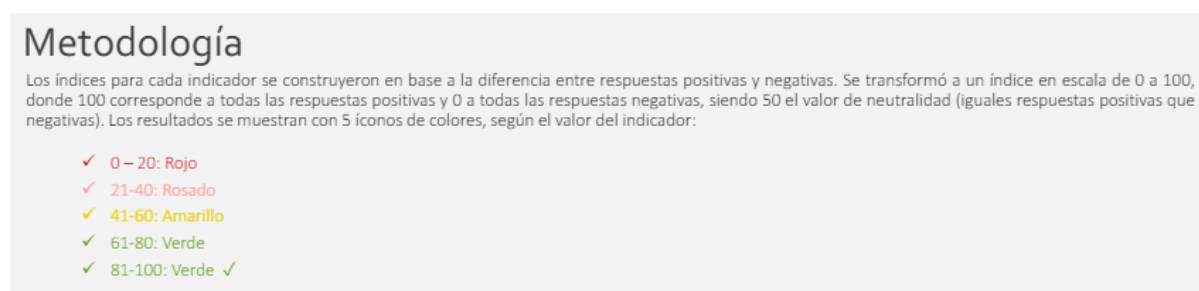 Metodología
Los índices para cada indicador se construyeron en base a la diferencia entre respuestas positivas y negativas. Se transformó a un índice en escala de 0 a 100,
donde 100 corresponde a todas las respuestas positivas y 0 a todas las respuestas negativas, siendo 50 el valor de neutralidad (iguales respuestas positivas que
negativas). Los resultados se muestran con 5 íconos de colores, según el valor del indicador:
✓ 0 – 20: Rojo
✓ 21-40: Rosado
✓ 41-60: Amarillo
✓ 61-80: Verde
✓ 81-100: Verde ✓